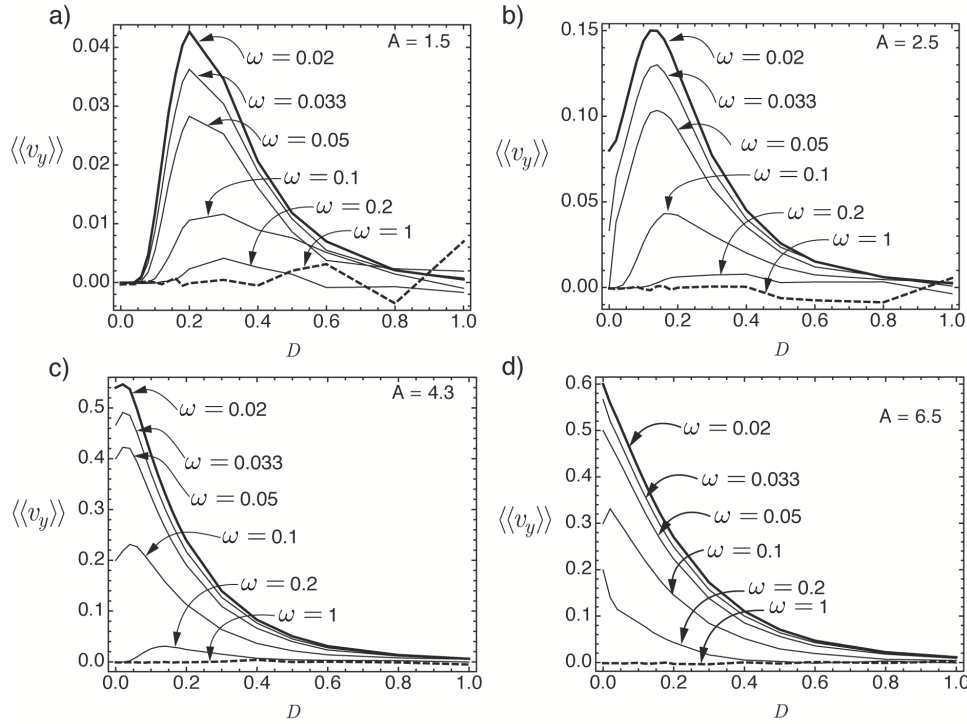 a)
A = 1.5
0.04
0.03
0.02
0.01
0.00
⟨⟨v_y⟩⟩
ω = 0.02
ω = 0.033
ω = 0.05
ω = 0.1
ω = 0.2
ω = 1
0.0 0.2 0.4 0.6 0.8 1.0
D
b)
A = 2.5
0.15
0.10
0.05
0.00
⟨⟨v_y⟩⟩
ω = 0.02
ω = 0.033
ω = 0.05
ω = 0.1
ω = 0.2
ω = 1
0.0 0.2 0.4 0.6 0.8 1.0
D
c)
A = 4.3
0.5
0.4
0.3
0.2
0.1
0.0
⟨⟨v_y⟩⟩
ω = 0.02
ω = 0.033
ω = 0.05
ω = 0.1
ω = 0.2
ω = 1
0.0 0.2 0.4 0.6 0.8 1.0
D
d)
A = 6.5
0.6
0.5
0.4
0.3
0.2
0.1
0.0
⟨⟨v_y⟩⟩
ω = 0.02
ω = 0.033
ω = 0.05
ω = 0.1
ω = 0.2
ω = 1
0.0 0.2 0.4 0.6 0.8 1.0
D